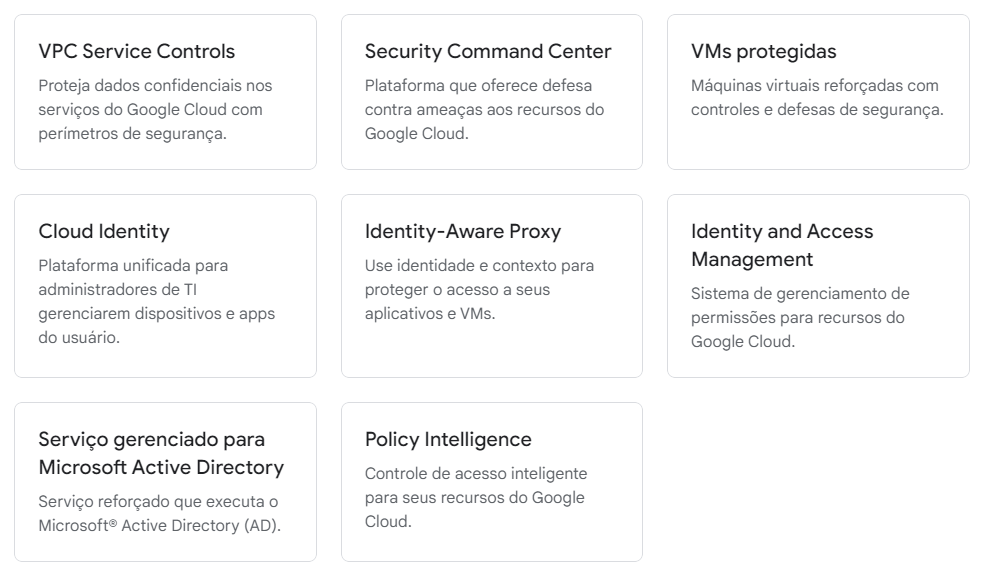 VPC Service Controls
Proteja dados confidenciais nos
serviços do Google Cloud com
perímetros de segurança.
Security Command Center
Plataforma que oferece defesa
contra ameaças aos recursos do
Google Cloud.
VMs protegidas
Máquinas virtuais reforçadas com
controles e defesas de segurança.
Cloud Identity
Plataforma unificada para
administradores de TI
gerenciarem dispositivos e apps
do usuário.
Identity-Aware Proxy
Use identidade e contexto para
proteger o acesso a seus
aplicativos e VMs.
Identity and Access
Management
Sistema de gerenciamento de
permissões para recursos do
Google Cloud.
Serviço gerenciado para
Microsoft Active Directory
Serviço reforçado que executa o
Microsoft® Active Directory (AD).
Policy Intelligence
Controle de acesso inteligente
para seus recursos do Google
Cloud.